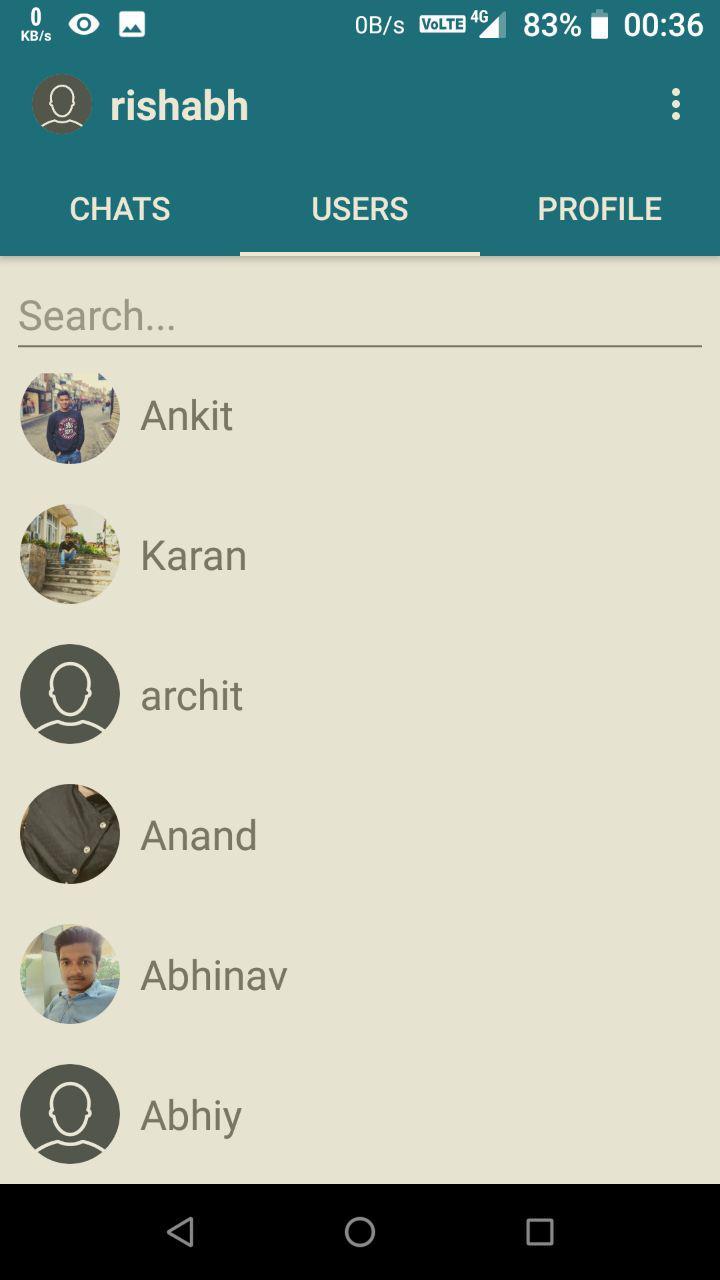 0 KB/s 0B/s VoLTE 4G 83% 00:36
rishabh
CHATS USERS PROFILE
Search...
Ankit
Karan
archit
Anand
Abhinav
Abhiy